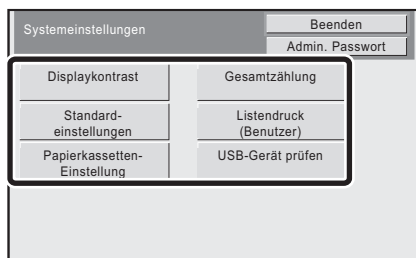 Systemeinstellungen
Beenden
Admin. Passwort
Displaykontrast
Gesamtzählung
Standard-
einstellungen
Listendruck
(Benutzer)
Papierkassetten-
Einstellung
USB-Gerät prüfen